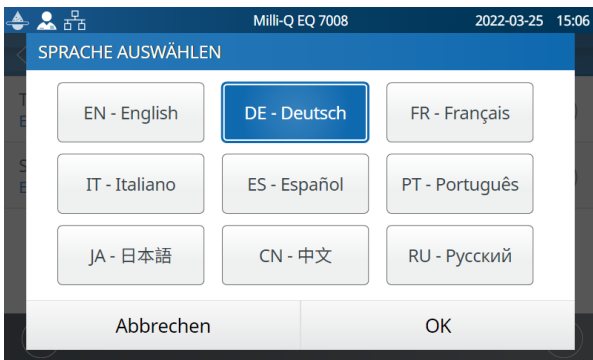 Milli-Q EQ 7008 2022-03-25 15:06
SPRACHE AUSWÄHLEN
EN - English DE - Deutsch FR - Français
IT - Italiano ES - Español PT - Português
JA - 日本語 CN - 中文 RU - Русский
Abbrechen OK